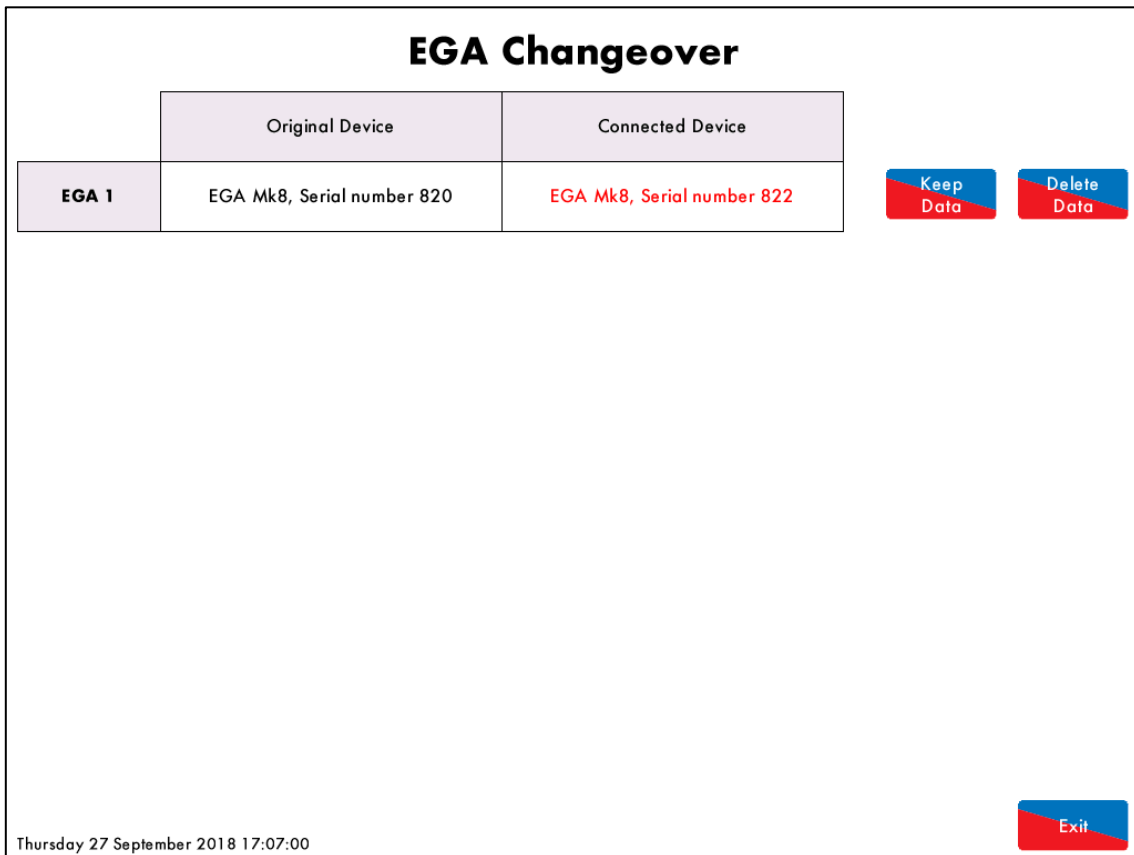 EGA Changeover
Original Device
Connected Device
EGA 1
EGA Mk8, Serial number 820
EGA Mk8, Serial number 822
Keep
Data
Delete
Data
Exit
Thursday 27 September 2018 17:07:00